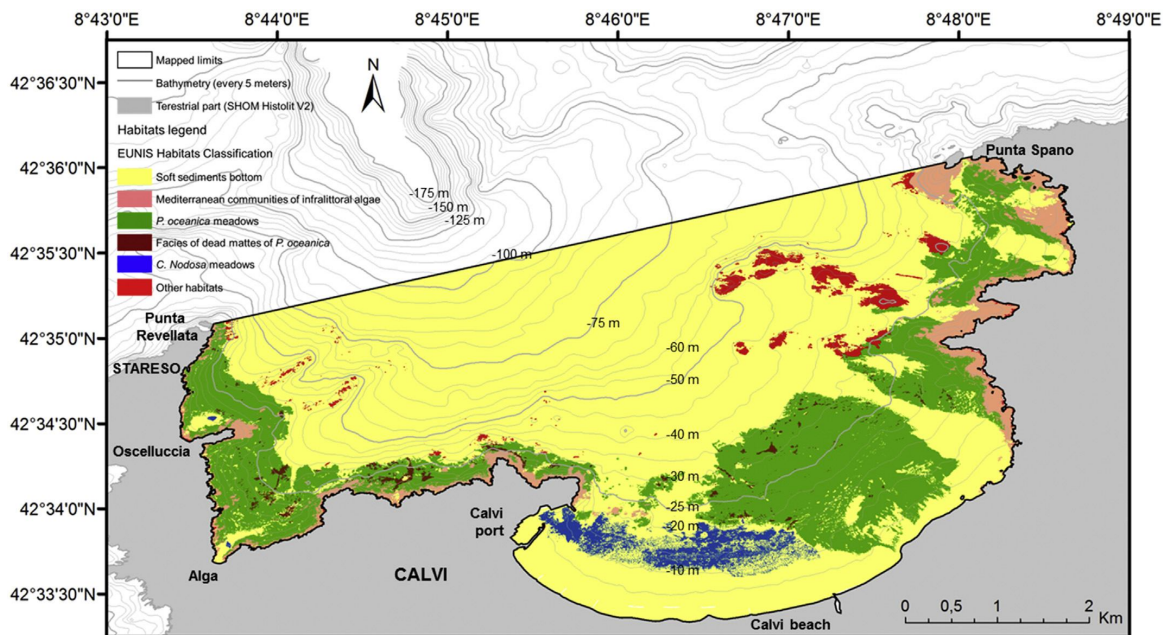 8°43'0"E 8°44'0"E 8°45'0"E 8°46'0"E 8°47'0"E 8°48'0"E 8°49'0"E
42°36'30"N
42°36'0"N
42°35'30"N
42°35'0"N
42°34'30"N
42°34'0"N
42°33'30"N
Mapped limits
Bathymetry (every 5 meters)
Terestrial part (SHOM Histolit V2)
Habitats legend
EUNIS Habitats Classification
Soft sediments bottom
Mediterranean communities of infralittoral algae
P. oceanica meadows
Facies of dead mattes of P. oceanica
C. Nodosa meadows
Other habitats
N
Punta Spano
-175 m
-150 m
-125 m
-100 m
-75 m
-60 m
-50 m
-40 m
-30 m
-25 m
-20 m
-10 m
Punta
Revellata
STARESO
Oscelluccia
Alga
Calvi
port
CALVI
Calvi beach
0 0,5 1 2
Km